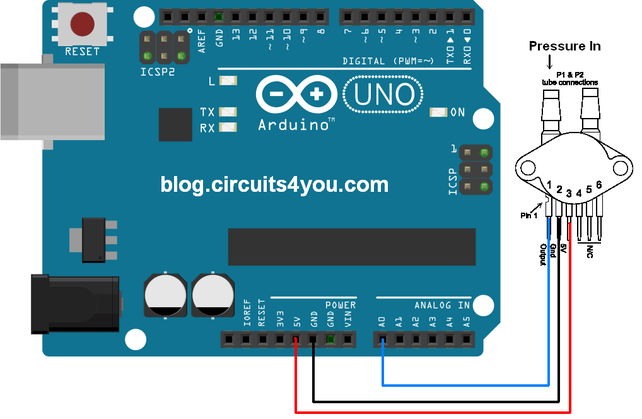 RESET
ICSP2
AREF
GND
13
12
~11
~10
~9
8
7
~6
~5
4
~3
2
TX0▶1
RX0◀0
DIGITAL (PWM=~)
L
TX
RX
Arduino™
UNO
ON
1
ICSP
blog.circuits4you.com
Pressure In
P1 & P2
tube connections
1 2 3 4 5 6
Pin 1
Output
Gnd
5V
N/C
POWER
ANALOG IN
IOREF
RESET
3V3
5V
GND
GND
VIN
A0
A1
A2
A3
A4
A5